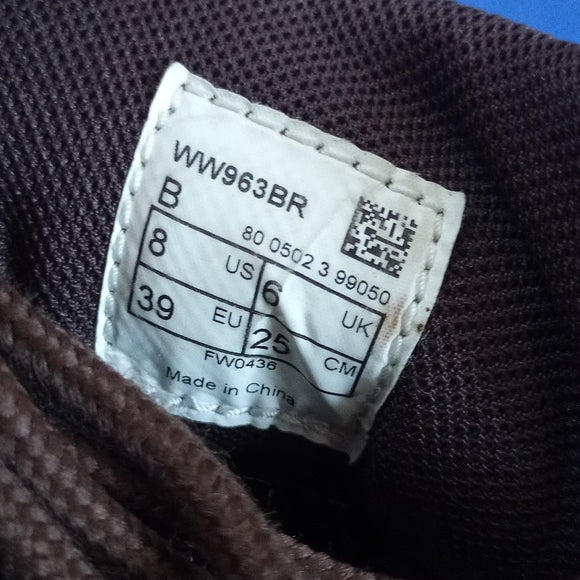 WW963BR
B
80 0502 3 99050
8 US 6 UK
39 EU 25 CM
FW0436
Made in China